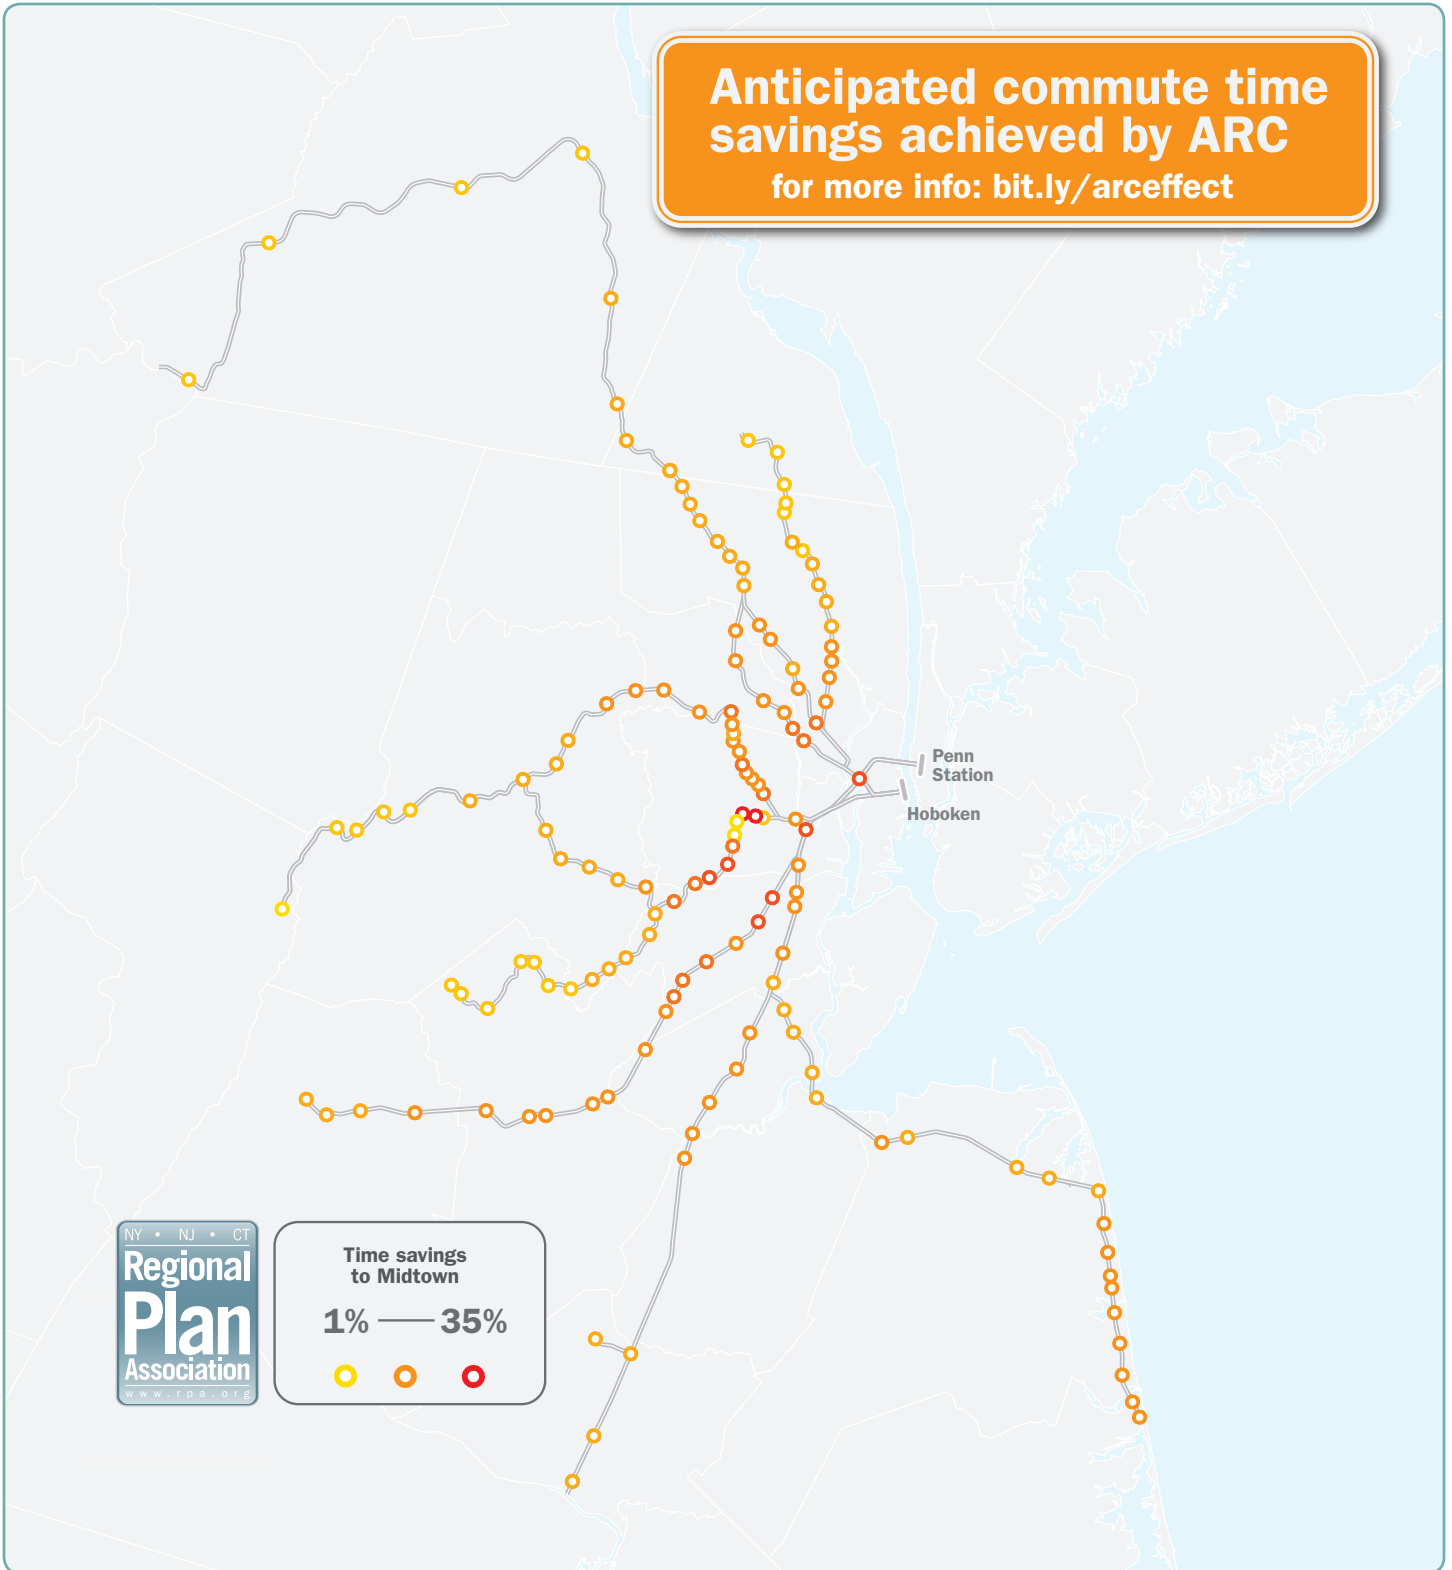 Anticipated commute time
savings achieved by ARC
for more info: bit.ly/arceffect
Penn
Station
Hoboken
NY • NJ • CT
Regional
Plan
Association
www.rpa.org
Time savings
to Midtown
1% — 35%